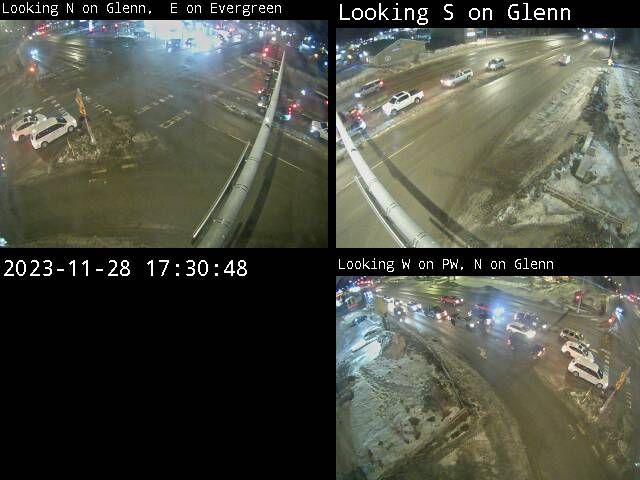 Looking N on Glenn,  E on Evergreen
Looking S on Glenn
2023-11-28 17:30:48
Looking W on PW, N on Glenn